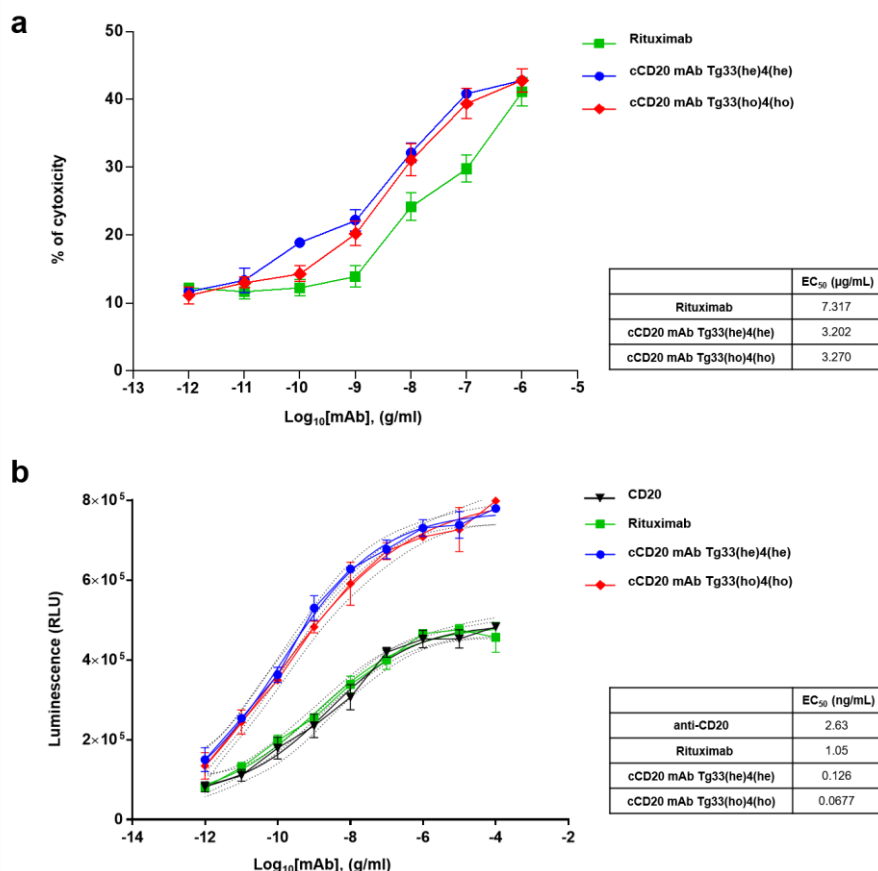 a
50
40
30
20
10
0
% of cytoxicity
-13 -12 -11 -10 -9 -8 -7 -6 -5
Log₁₀[mAb], (g/ml)
Rituximab
cCD20 mAb Tg33(he)4(he)
cCD20 mAb Tg33(ho)4(ho)
EC₅₀ (µg/mL)
Rituximab 7.317
cCD20 mAb Tg33(he)4(he) 3.202
cCD20 mAb Tg33(ho)4(ho) 3.270
b
8×10⁵
6×10⁵
4×10⁵
2×10⁵
0
Luminescence (RLU)
-14 -12 -10 -8 -6 -4 -2
Log₁₀[mAb], (g/ml)
CD20
Rituximab
cCD20 mAb Tg33(he)4(he)
cCD20 mAb Tg33(ho)4(ho)
EC₅₀ (ng/mL)
anti-CD20 2.63
Rituximab 1.05
cCD20 mAb Tg33(he)4(he) 0.126
cCD20 mAb Tg33(ho)4(ho) 0.0677